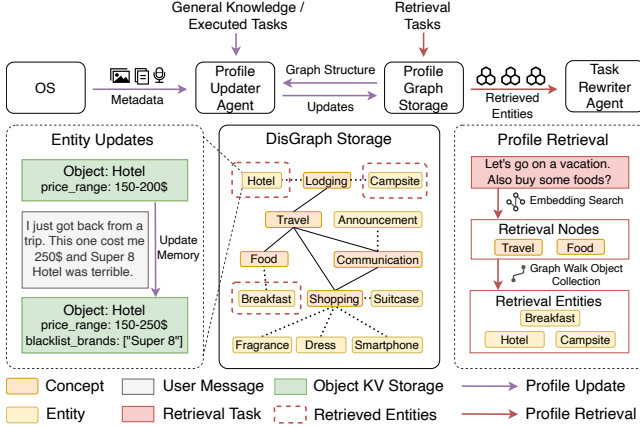 General Knowledge /
Executed Tasks
Retrieval
Tasks
OS
Metadata
Profile
Updater
Agent
Graph Structure
Updates
Profile
Graph
Storage
Retrieved
Entities
Task
Rewriter
Agent
Entity Updates
Object: Hotel
price_range: 150-200$
I just got back from a
trip. This one cost me
250$ and Super 8
Hotel was terrible.
Update
Memory
Object: Hotel
price_range: 150-250$
blacklist_brands: ["Super 8"]
DisGraph Storage
Hotel
Lodging
Campsite
Travel
Announcement
Food
Communication
Breakfast
Shopping
Suitcase
Fragrance
Dress
Smartphone
Profile Retrieval
Let's go on a vacation.
Also buy some foods?
Embedding Search
Retrieval Nodes
Travel
Food
Graph Walk Object
Collection
Retrieval Entities
Breakfast
Hotel
Campsite
Concept
User Message
Object KV Storage
Profile Update
Entity
Retrieval Task
Retrieved Entities
Profile Retrieval